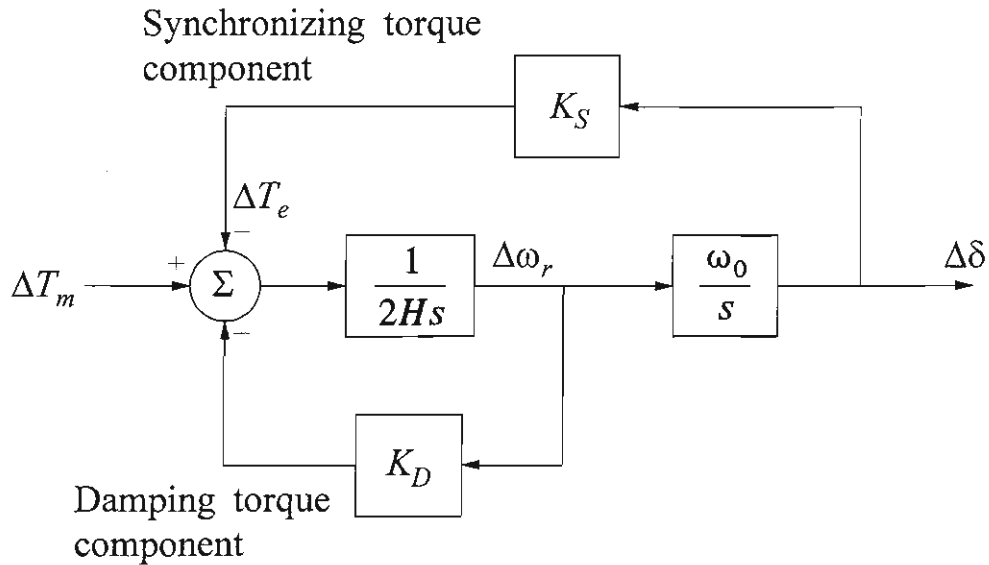 Synchronizing torque
component
K_S
ΔT_e
−
+
ΔT_m
Σ
1
2Hs
Δω_r
ω_0
s
Δδ
−
K_D
Damping torque
component